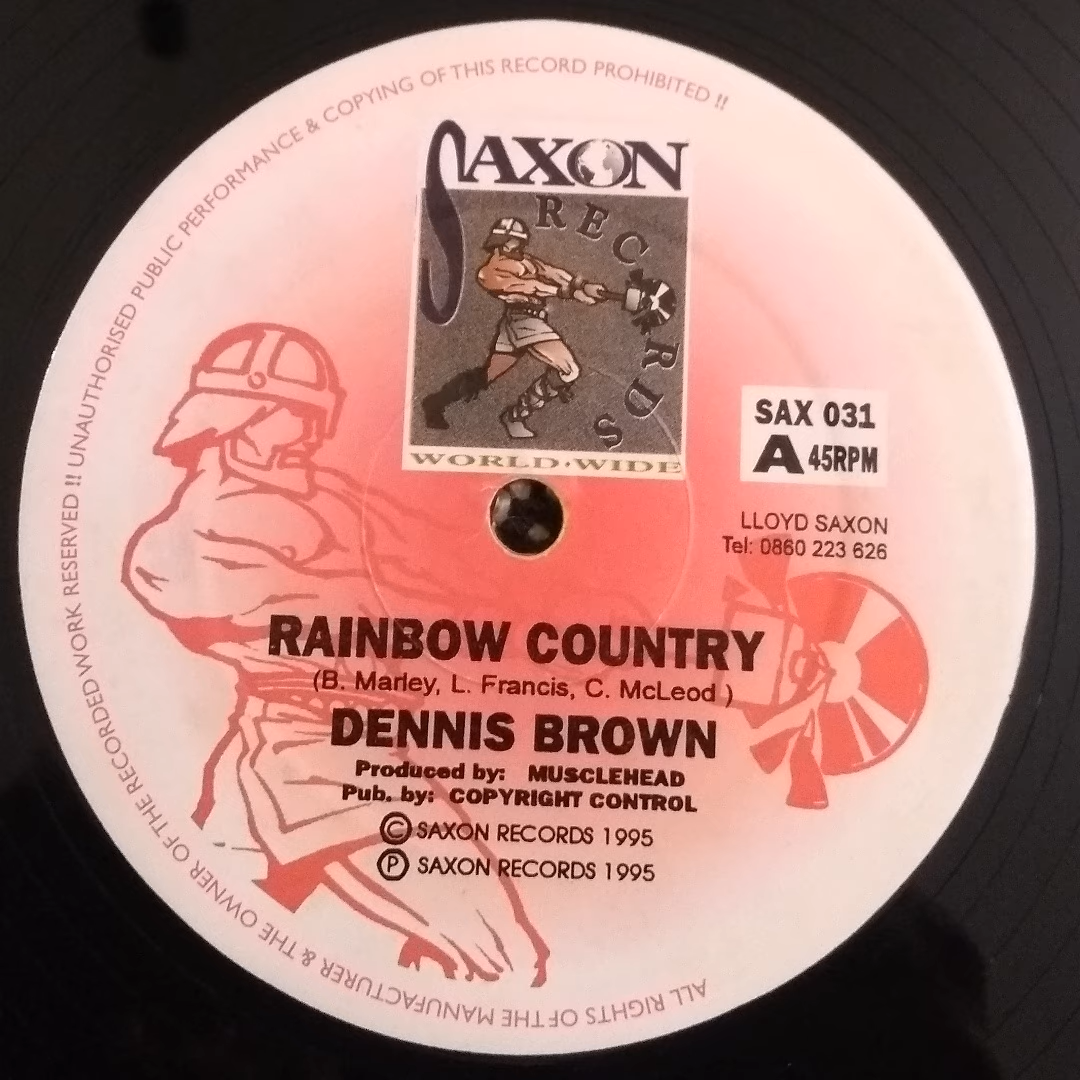 ALL RIGHTS OF THE MANUFACTURER & THE OWNER OF THE RECORDED WORK RESERVED !! UNAUTHORISED PUBLIC PERFORMANCE & COPYING OF THIS RECORD PROHIBITED !!
SAXON
RECORDS
WORLD·WIDE
SAX 031
A 45RPM
LLOYD SAXON
Tel: 0860 223 626
RAINBOW COUNTRY
(B. Marley, L. Francis, C. McLeod )
DENNIS BROWN
Produced by: MUSCLEHEAD
Pub. by: COPYRIGHT CONTROL
© SAXON RECORDS 1995
℗ SAXON RECORDS 1995